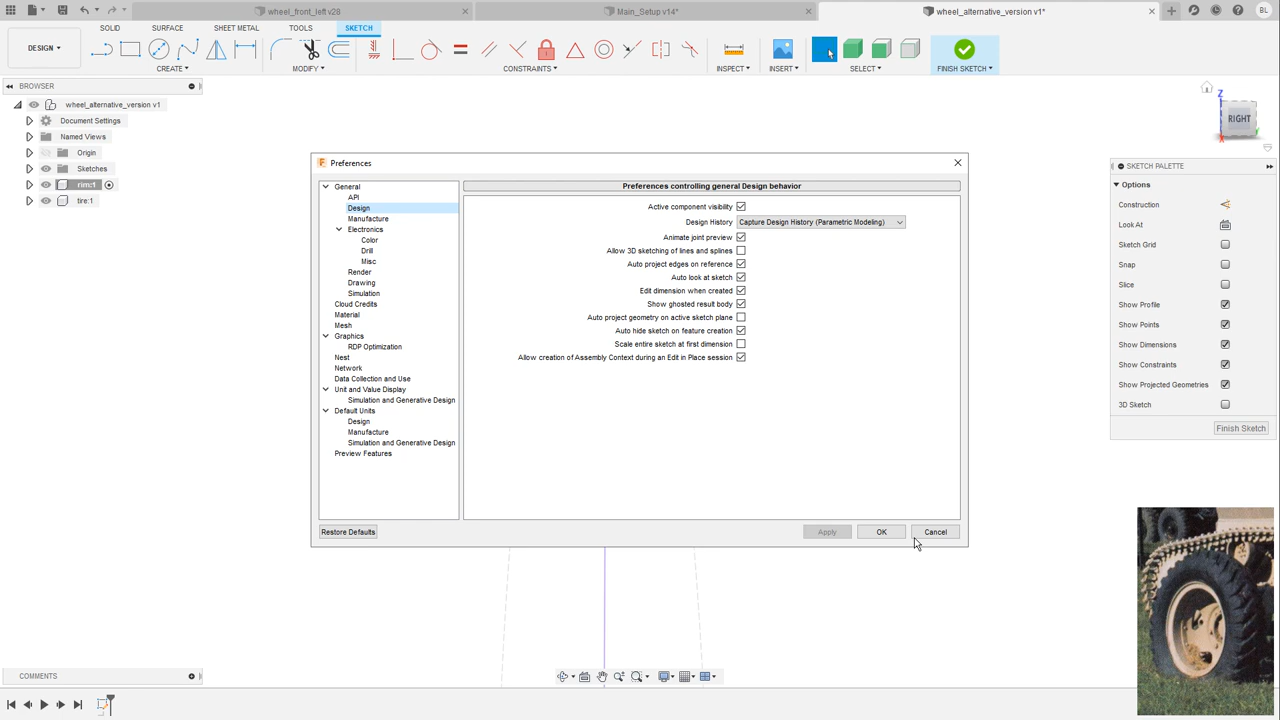 wheel_front_left v28
Main_Setup v14*
wheel_alternative_version v1*
BL
SOLID
SURFACE
SHEET METAL
TOOLS
SKETCH
DESIGN
CREATE
MODIFY
CONSTRAINTS
INSPECT
INSERT
SELECT
FINISH SKETCH
BROWSER
wheel_alternative_version v1
Document Settings
Named Views
Origin
Sketches
rim:1
tire:1
Z
RIGHT
X
Y
SKETCH PALETTE
Options
Construction
Look At
Sketch Grid
Snap
Slice
Show Profile
Show Points
Show Dimensions
Show Constraints
Show Projected Geometries
3D Sketch
Finish Sketch
Preferences
General
API
Design
Manufacture
Electronics
Color
Drill
Misc
Render
Drawing
Simulation
Cloud Credits
Material
Mesh
Graphics
RDP Optimization
Nest
Network
Data Collection and Use
Unit and Value Display
Simulation and Generative Design
Default Units
Design
Manufacture
Simulation and Generative Design
Preview Features
Preferences controlling general Design behavior
Active component visibility
Design History Capture Design History (Parametric Modeling)
Animate joint preview
Allow 3D sketching of lines and splines
Auto project edges on reference
Auto look at sketch
Edit dimension when created
Show ghosted result body
Auto project geometry on active sketch plane
Auto hide sketch on feature creation
Scale entire sketch at first dimension
Allow creation of Assembly Context during an Edit in Place session
Restore Defaults
Apply
OK
Cancel
COMMENTS